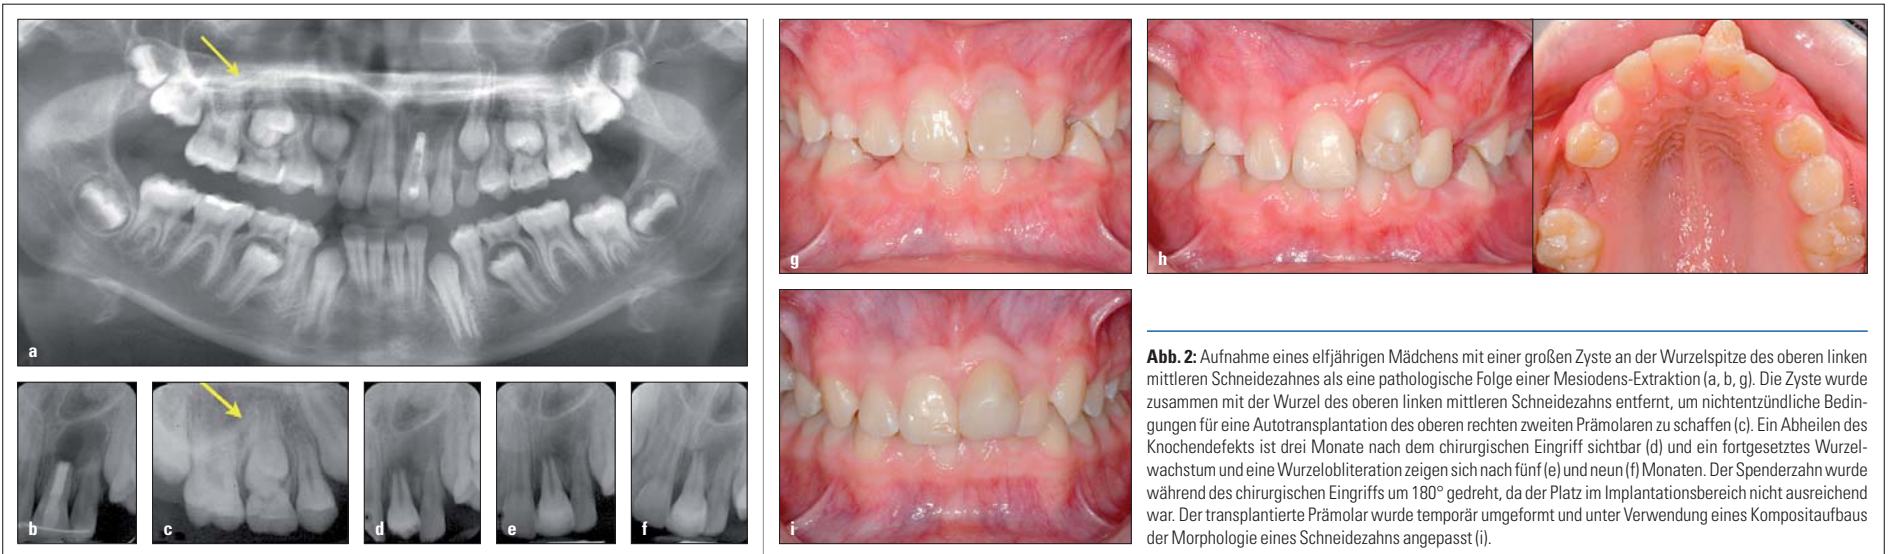 a
b
c
d
e
f
g
h
i
Abb. 2: Aufnahme eines elfjährigen Mädchens mit einer großen Zyste an der Wurzelspitze des oberen linken
mittleren Schneidezahnes als eine pathologische Folge einer Mesiodens-Extraktion (a, b, g). Die Zyste wurde
zusammen mit der Wurzel des oberen linken mittleren Schneidezahns entfernt, um nichtentzündliche Bedin-
gungen für eine Autotransplantation des oberen rechten zweiten Prämolaren zu schaffen (c). Ein Abheilen des
Knochendefekts ist drei Monate nach dem chirurgischen Eingriff sichtbar (d) und ein fortgesetztes Wurzel-
wachstum und eine Wurzelobliteration zeigen sich nach fünf (e) und neun (f) Monaten. Der Spenderzahn wurde
während des chirurgischen Eingriffs um 180° gedreht, da der Platz im Implantationsbereich nicht ausreichend
war. Der transplantierte Prämolar wurde temporär umgeformt und unter Verwendung eines Kompositaufbaus
der Morphologie eines Schneidezahns angepasst (i).